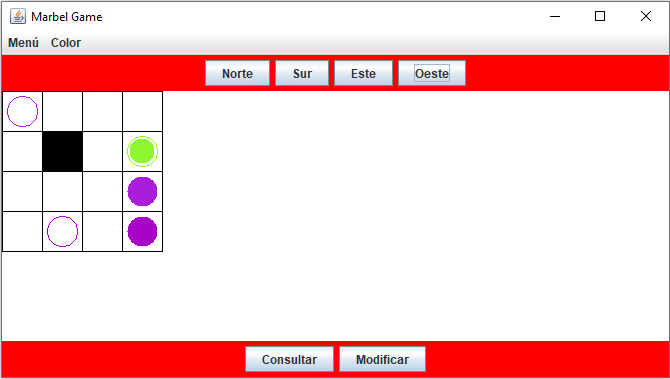 Marbel Game
Menú Color
Norte Sur Este Oeste
Consultar Modificar